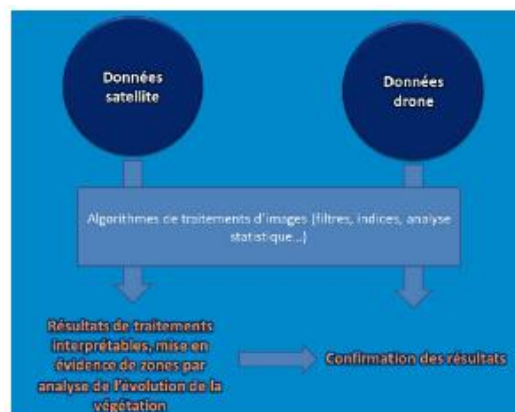 Données
satellite
Données
drone
Algorithmes de traitements d'images (filtres, indices, analyse
statistique...)
Résultats de traitements
interprétables, mise en
évidence de zones par
analyse de l'évolution de la
végétation
Confirmation des résultats